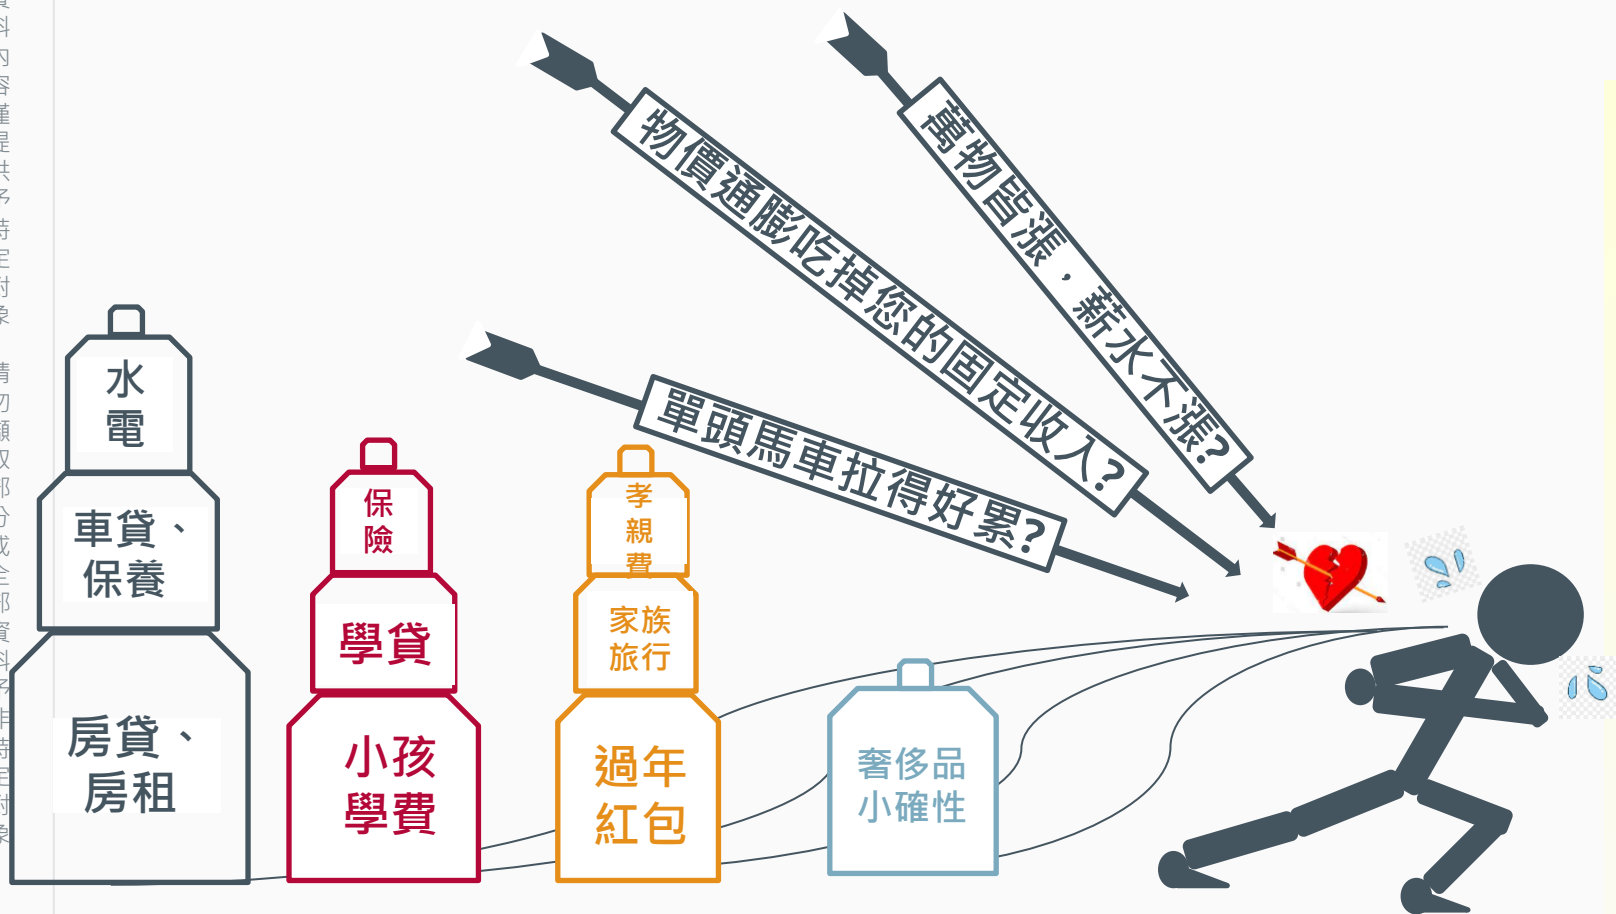 萬物皆漲，薪水不漲?
物價通膨吃掉您的固定收入?
單頭馬車拉得好累?
水
電
車貸、
保養
房貸、
房租
保
險
學貸
小孩
學費
孝
親
費
家族
旅行
過年
紅包
奢侈品
小確性